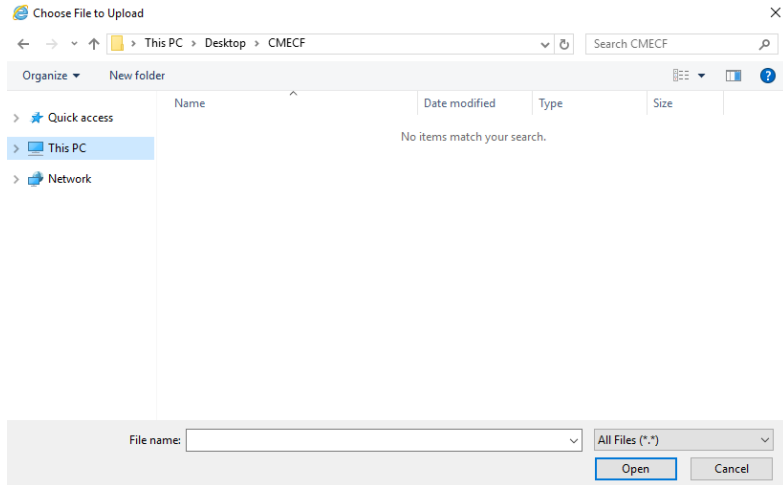 Choose File to Upload
This PC > Desktop > CMECF
Search CMECF
Organize
New folder
?
Name
Date modified
Type
Size
Quick access
No items match your search.
This PC
Network
File name:
All Files (*.*)
Open
Cancel